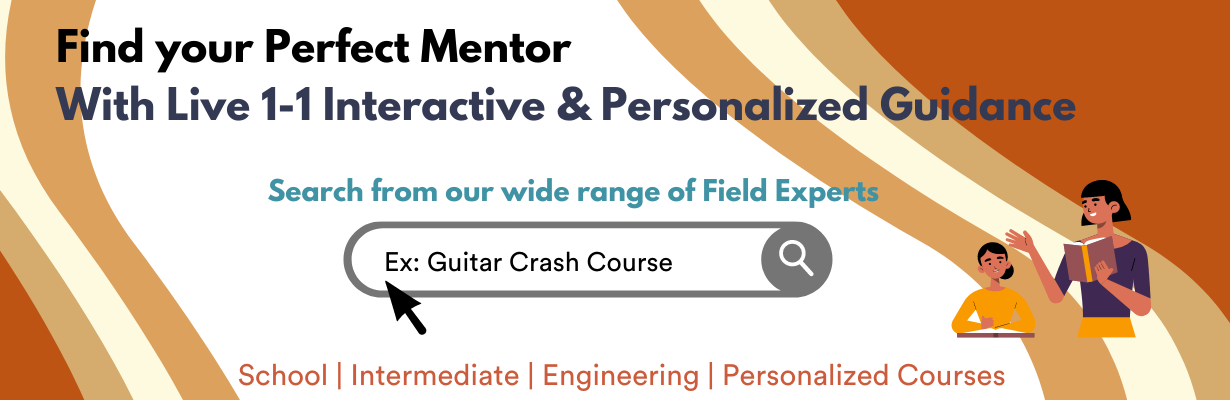 Find your Perfect Mentor
With Live 1-1 Interactive & Personalized Guidance
Search from our wide range of Field Experts
Ex: Guitar Crash Course
School | Intermediate | Engineering | Personalized Courses